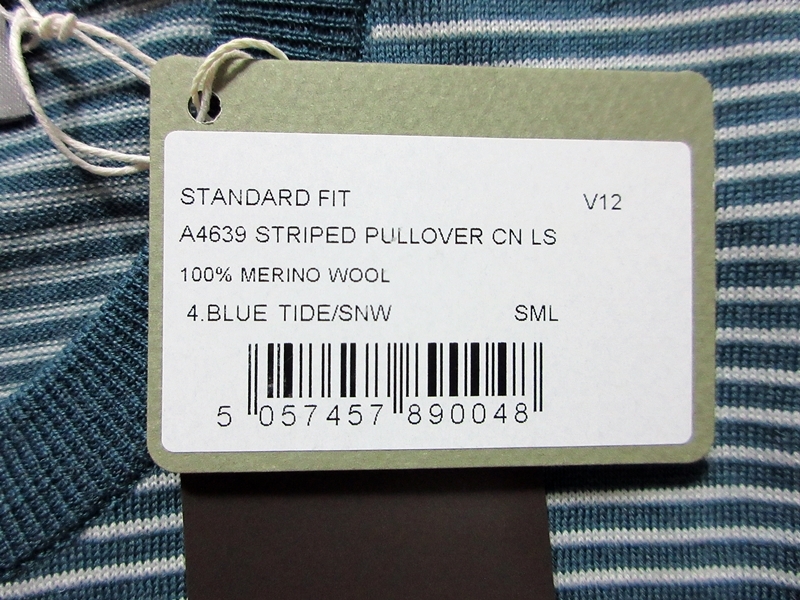 STANDARD FIT V12
A4639 STRIPED PULLOVER CN LS
100% MERINO WOOL
4.BLUE TIDE/SNW SML
5 057457 890048